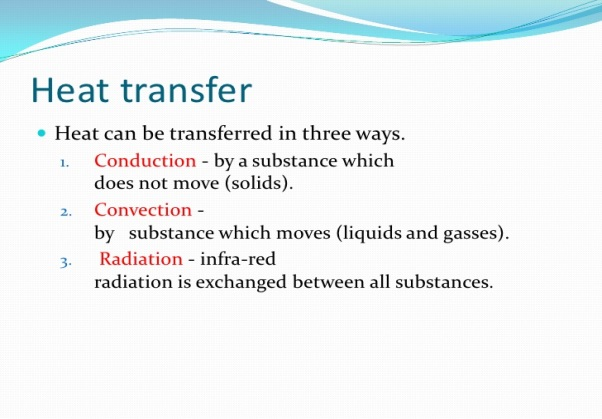 Heat transfer
• Heat can be transferred in three ways.
1. Conduction - by a substance which
does not move (solids).
2. Convection -
by substance which moves (liquids and gasses).
3. Radiation - infra-red
radiation is exchanged between all substances.